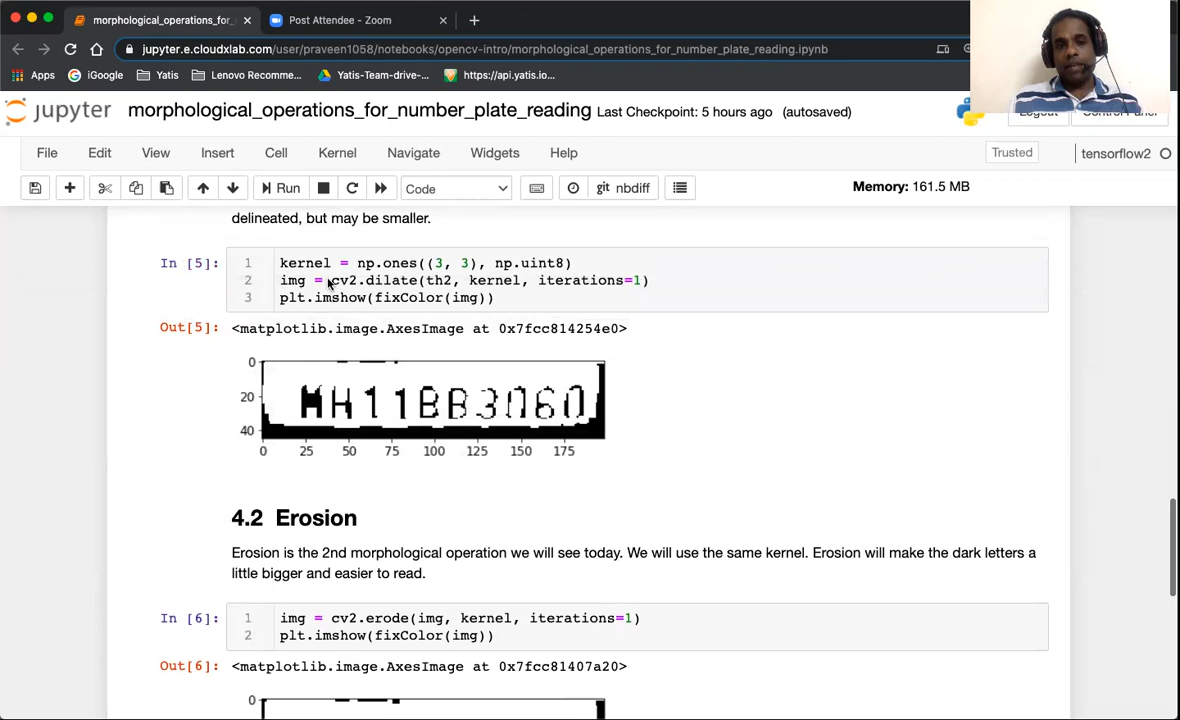 morphological_operations_for_
Post Attendee - Zoom
jupyter.e.cloudxlab.com/user/praveen1058/notebooks/opencv-intro/morphological_operations_for_number_plate_reading.ipynb
Apps iGoogle Yatis Lenovo Recomme... Yatis-Team-drive-... https://api.yatis.io...
jupyter morphological_operations_for_number_plate_reading Last Checkpoint: 5 hours ago (autosaved)
Logout Control Panel
File Edit View Insert Cell Kernel Navigate Widgets Help Trusted tensorflow2
Run Code git nbdiff Memory: 161.5 MB
delineated, but may be smaller.
In [5]: 1 kernel = np.ones((3, 3), np.uint8)
2 img = cv2.dilate(th2, kernel, iterations=1)
3 plt.imshow(fixColor(img))
Out[5]: <matplotlib.image.AxesImage at 0x7fcc814254e0>
0
MH11BB3060
20
40
0 25 50 75 100 125 150 175
4.2 Erosion
Erosion is the 2nd morphological operation we will see today. We will use the same kernel. Erosion will make the dark letters a
little bigger and easier to read.
In [6]: 1 img = cv2.erode(img, kernel, iterations=1)
2 plt.imshow(fixColor(img))
Out[6]: <matplotlib.image.AxesImage at 0x7fcc81407a20>
0